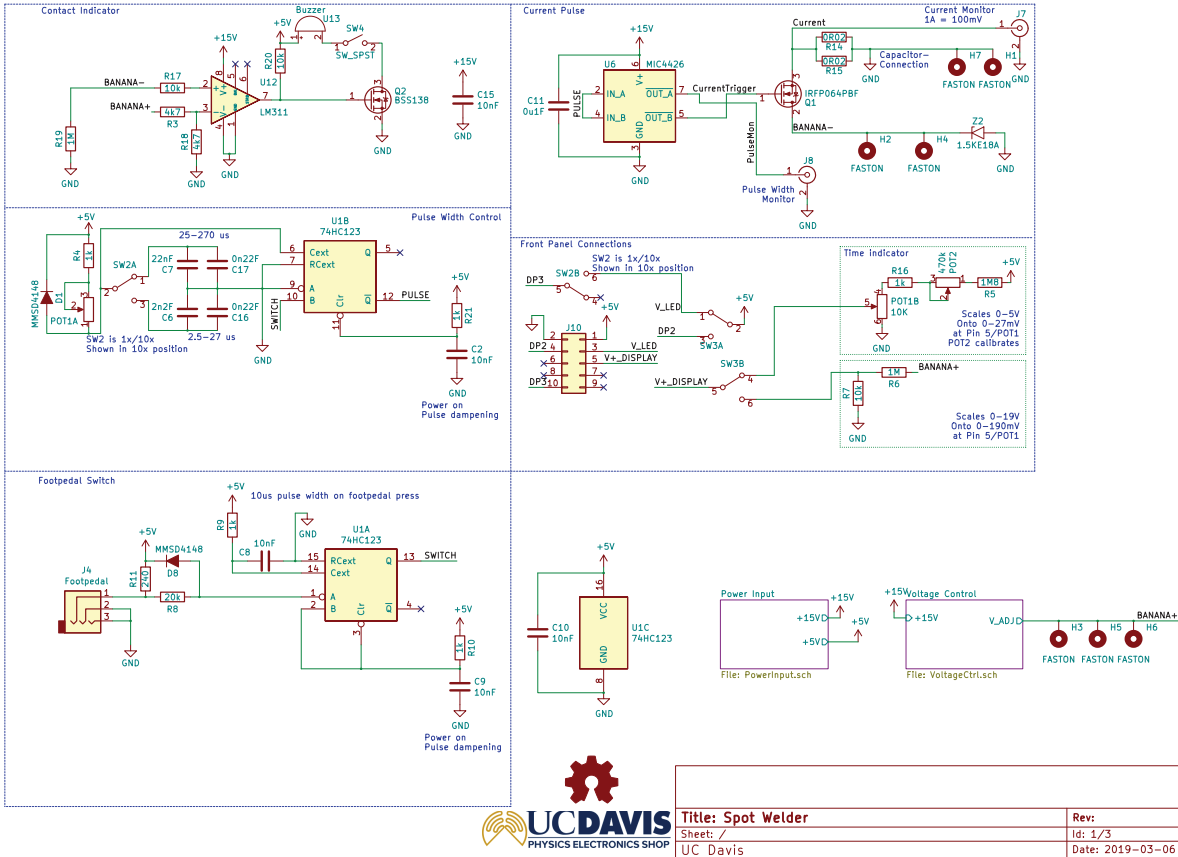 Contact Indicator
Buzzer
U13
+5V
SW4
SW_SPST
+15V
R20
10k
U12
LM311
R17
10k
BANANA-
BANANA+
4k7
R3
R19
1M
R18
4k7
GND
GND
GND
Q2
BSS138
GND
+15V
C15
10nF
GND
Current Pulse
Current Monitor
1A = 100mV
J7
Current
+15V
U6
MIC4426
IN_A
IN_B
V+
GND
OUT_A
OUT_B
C11
0u1F
PULSE
CurrentTrigger
PulseMon
GND
0R02
R14
0R02
R15
Capacitor-
Connection
GND
H7
H1
GND
FASTON FASTON
IRFP064PBF
Q1
BANANA-
H2
FASTON
H4
FASTON
Z2
1.5KE18A
GND
J8
Pulse Width
Monitor
GND
Pulse Width Control
+5V
R4
1k
MMSD4148
D1
POT1A
SW2A
25-270 us
22nF
C7
0n22F
C17
2n2F
C6
0n22F
C16
2.5-27 us
SW2 is 1x/10x
Shown in 10x position
GND
U1B
74HC123
Cext
RCext
A
B
Clr
Q
Q
SWITCH
PULSE
+5V
1k
R21
C2
10nF
GND
Power on
Pulse dampening
Front Panel Connections
SW2 is 1x/10x
Shown in 10x position
SW2B
DP3
+5V
J10
DP2
DP3
V_LED
V+_DISPLAY
GND
V_LED
DP2
SW3A
+5V
SW3B
V+_DISPLAY
Time indicator
R16
1k
470k
POT2
1M8
R5
+5V
POT1B
10K
GND
Scales 0-5V
Onto 0-27mV
at Pin 5/POT1
POT2 calibrates
1M
R6
BANANA+
R7
10k
GND
Scales 0-19V
Onto 0-190mV
at Pin 5/POT1
Footpedal Switch
+5V
10us pulse width on footpedal press
R9
1k
10nF
C8
GND
+5V
MMSD4148
D8
R11
240
20k
R8
J4
Footpedal
1
2
3
GND
U1A
74HC123
RCext
Cext
A
B
Clr
Q
Q
SWITCH
+5V
1k
R10
C9
10nF
GND
Power on
Pulse dampening
+5V
16
VCC
GND
8
C10
10nF
U1C
74HC123
GND
Power Input
+15V
+5V
+15V
+5V
File: PowerInput.sch
+15V
Voltage Control
+15V
V_ADJ
File: VoltageCtrl.sch
BANANA+
H3
H5
H6
FASTON FASTON FASTON
UCDAVIS
PHYSICS ELECTRONICS SHOP
Title: Spot Welder
Rev:
Sheet: /
Id: 1/3
UC Davis
Date: 2019-03-06